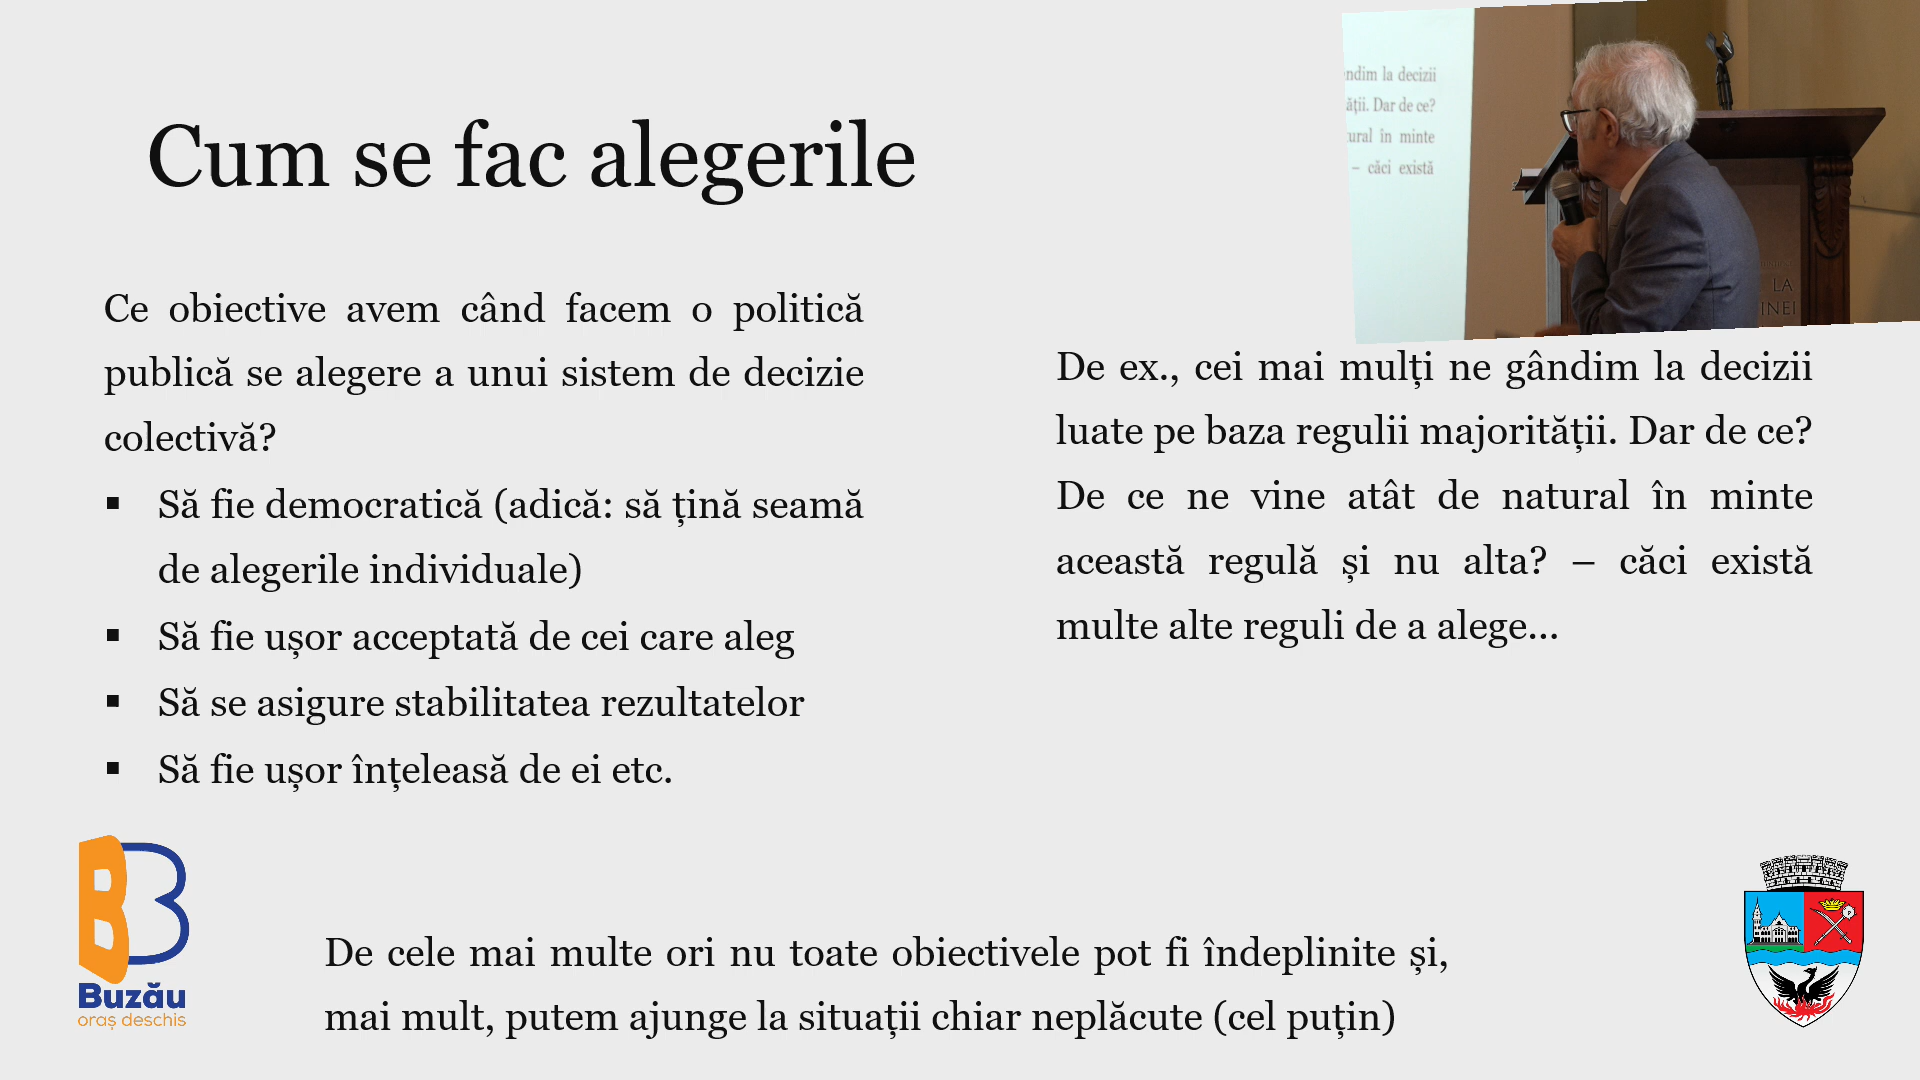 Cum se fac alegerile
Ce obiective avem când facem o politică
publică se alegere a unui sistem de decizie
colectivă?
▪ Să fie democratică (adică: să țină seamă
de alegerile individuale)
▪ Să fie ușor acceptată de cei care aleg
▪ Să se asigure stabilitatea rezultatelor
▪ Să fie ușor înțeleasă de ei etc.
ndim la decizii
ății. Dar de ce?
ural în minte
– căci există
LA
INEI
De ex., cei mai mulți ne gândim la decizii
luate pe baza regulii majorității. Dar de ce?
De ce ne vine atât de natural în minte
această regulă și nu alta? – căci există
multe alte reguli de a alege...
Buzău
oraș deschis
De cele mai multe ori nu toate obiectivele pot fi îndeplinite și,
mai mult, putem ajunge la situații chiar neplăcute (cel puțin)